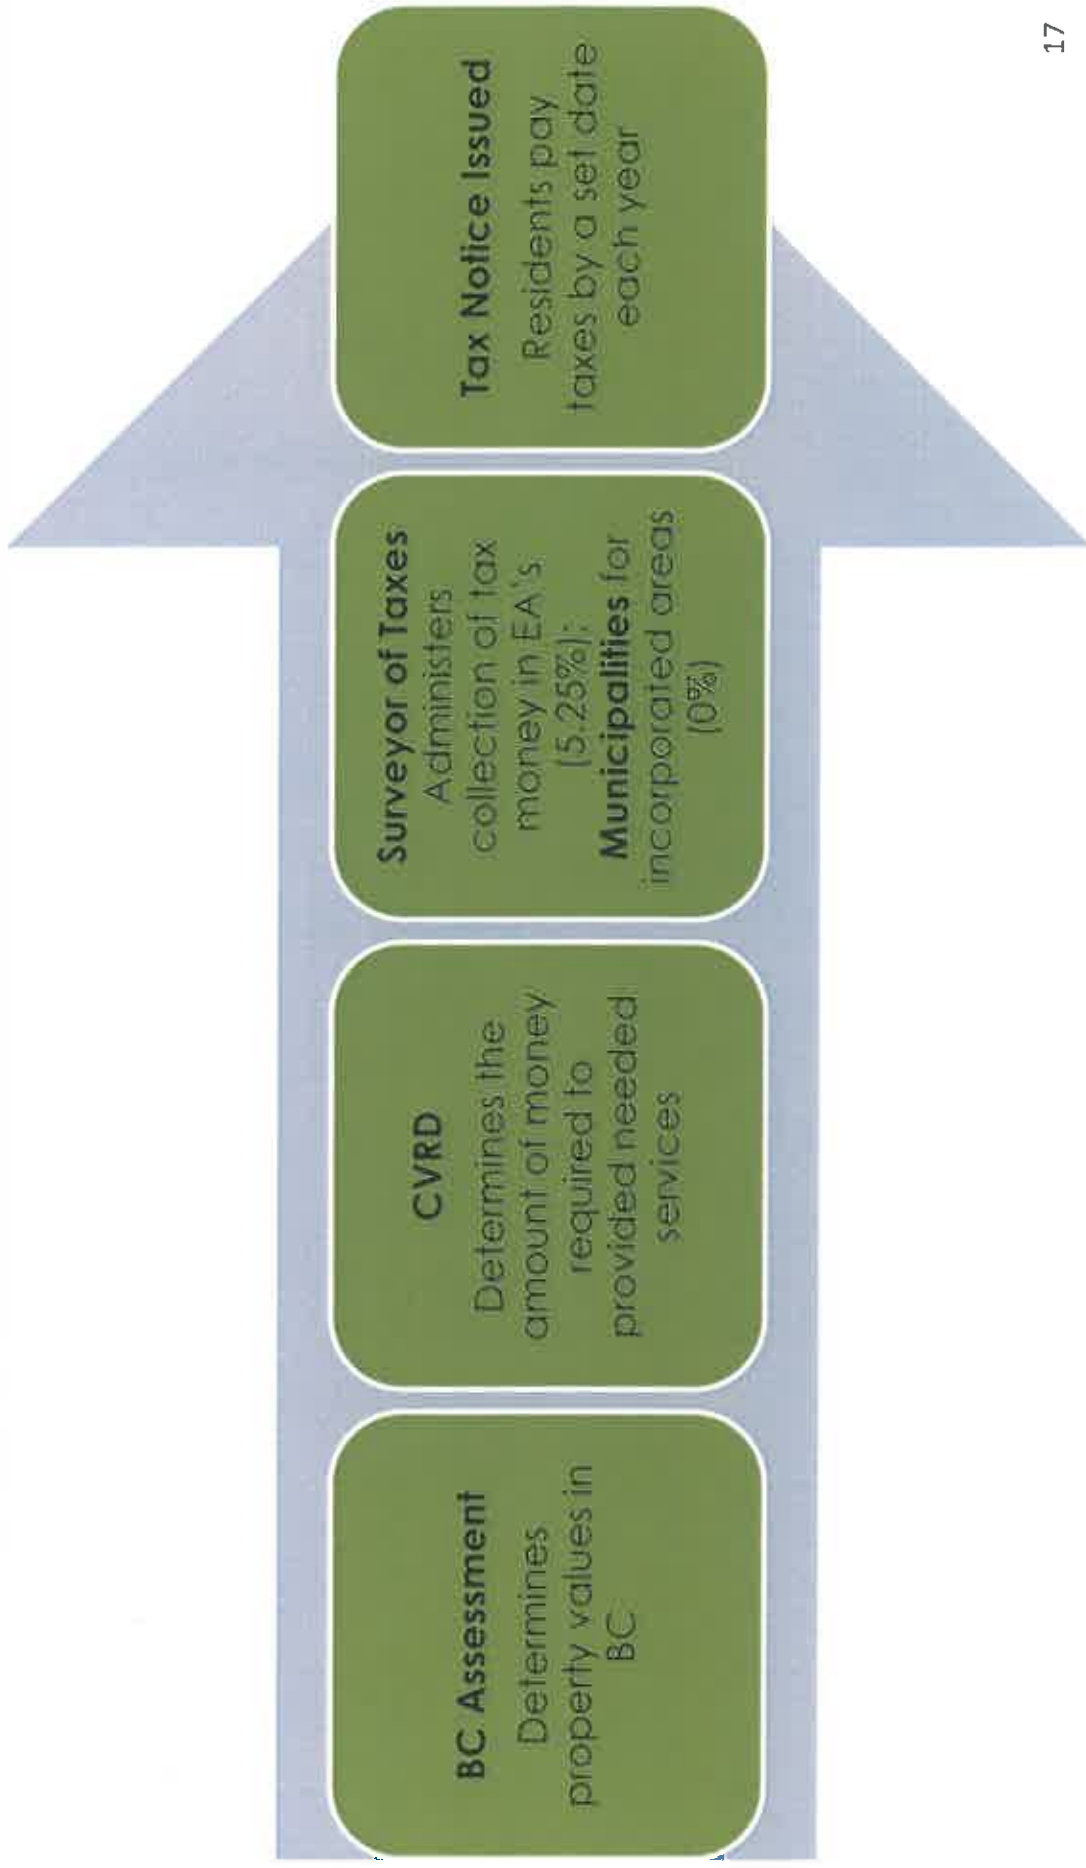 BC Assessment
Determines
property values in
BC
CVRD
Determines the
amount of money
required to
provided needed
services
Surveyor of Taxes
Administers
collection of tax
money in EA's
(5.25%);
Municipalities for
incorporated areas
(0%)
Tax Notice Issued
Residents pay
taxes by a set date
each year
17